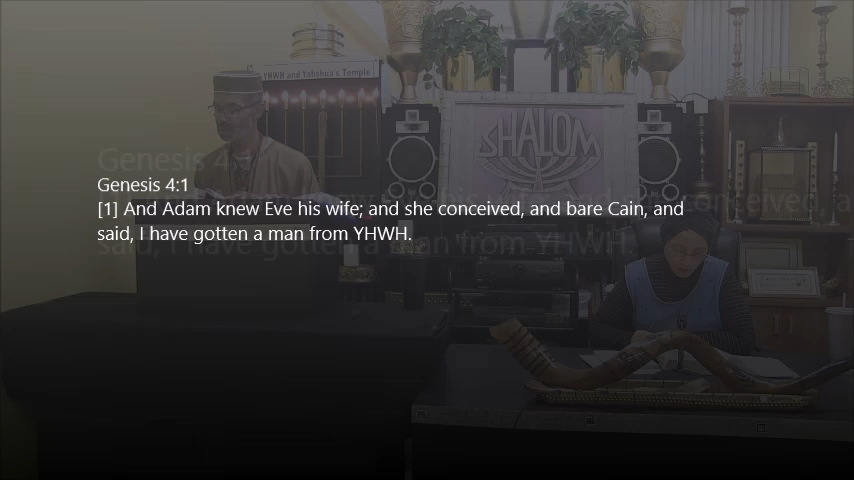 YHWH and Yahshua's Temple
SHALOM
Genesis 4:1
[1] And Adam knew Eve his wife; and she conceived, and bare Cain, and
said, I have gotten a man from YHWH.